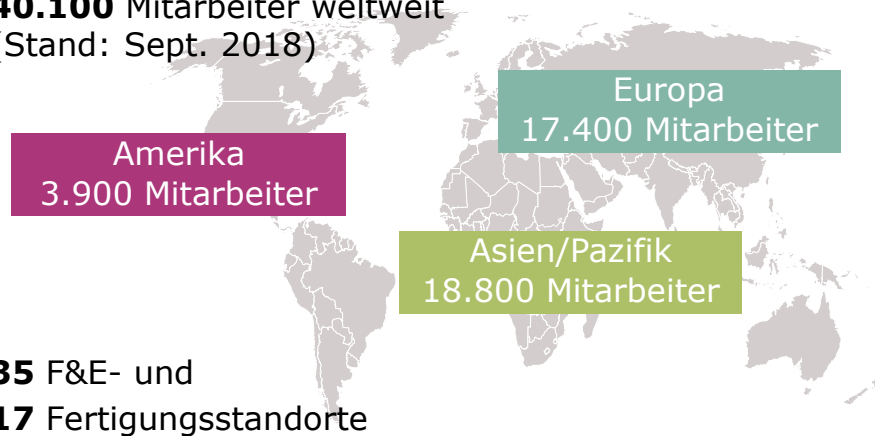 40.100 Mitarbeiter weltweit
(Stand: Sept. 2018)
Europa
17.400 Mitarbeiter
Amerika
3.900 Mitarbeiter
Asien/Pazifik
18.800 Mitarbeiter
35 F&E- und
17 Fertigungsstandorte